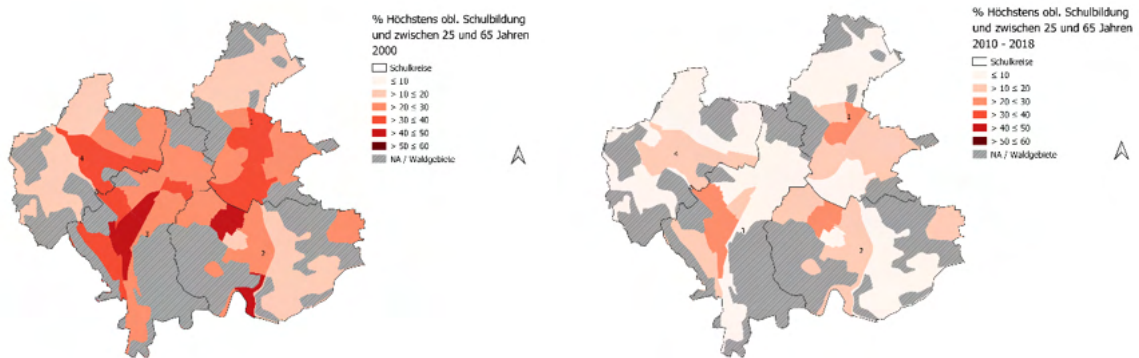 % Höchstens obl. Schulbildung
und zwischen 25 und 65 Jahren
2000
Schulkreise
≤ 10
> 10 ≤ 20
> 20 ≤ 30
> 30 ≤ 40
> 40 ≤ 50
> 50 ≤ 60
NA / Waldgebiete
% Höchstens obl. Schulbildung
und zwischen 25 und 65 Jahren
2010 - 2018
Schulkreise
≤ 10
> 10 ≤ 20
> 20 ≤ 30
> 30 ≤ 40
> 40 ≤ 50
> 50 ≤ 60
NA / Waldgebiete